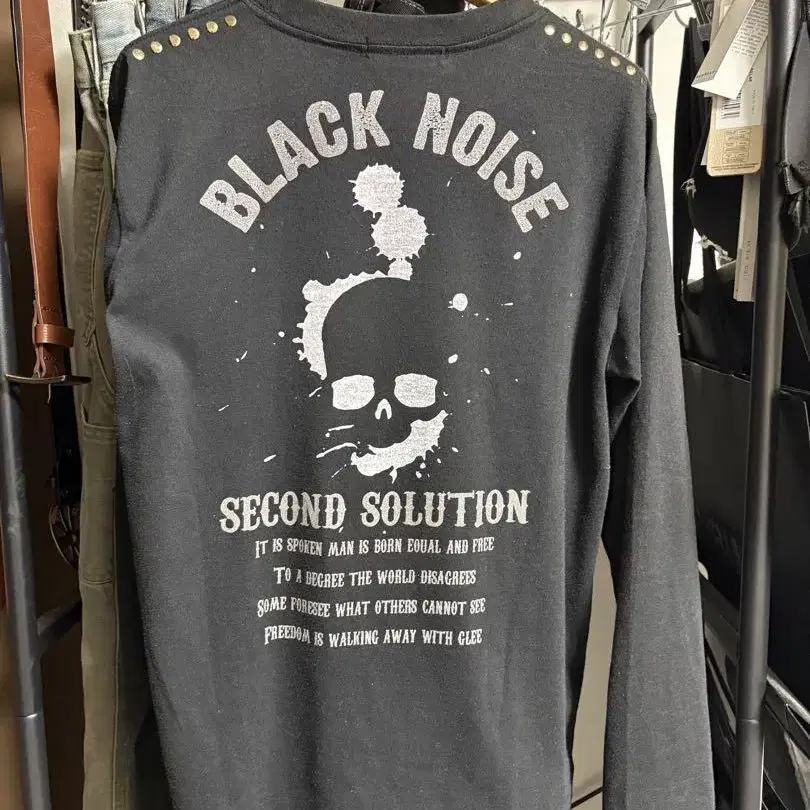 BLACK NOISE
SECOND SOLUTION
IT IS SPOKEN MAN IS BORN EQUAL AND FREE
TO A DEGREE THE WORLD DISAGREES
SOME FORESEE WHAT OTHERS CANNOT SEE
FREEDOM IS WALKING AWAY WITH GLEE